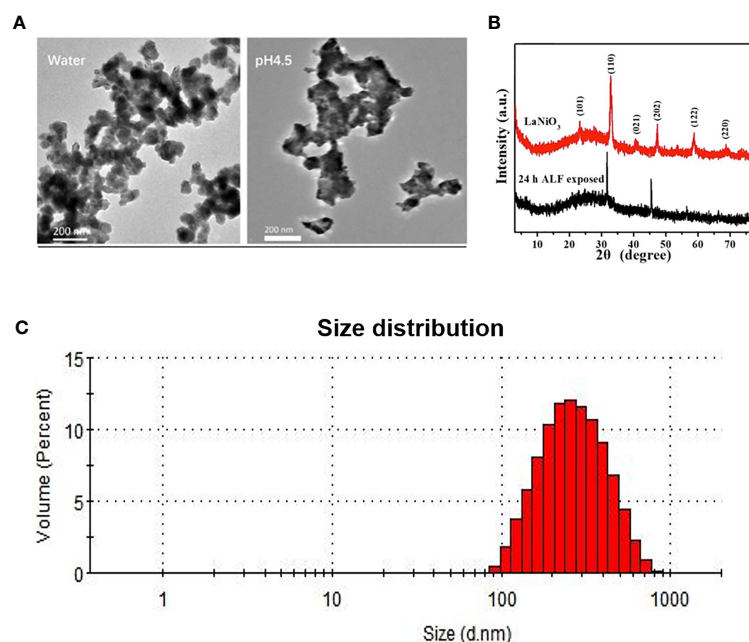 A
Water
200 nm
pH4.5
200 nm
B
Intensity (a.u.)
LaNiO3
(101)
(110)
(021)
(202)
(122)
(220)
24 h ALF exposed
10 20 30 40 50 60 70
2θ (degree)
C
Size distribution
Volume (Percent)
15
10
5
0
1 10 100 1000
Size (d.nm)